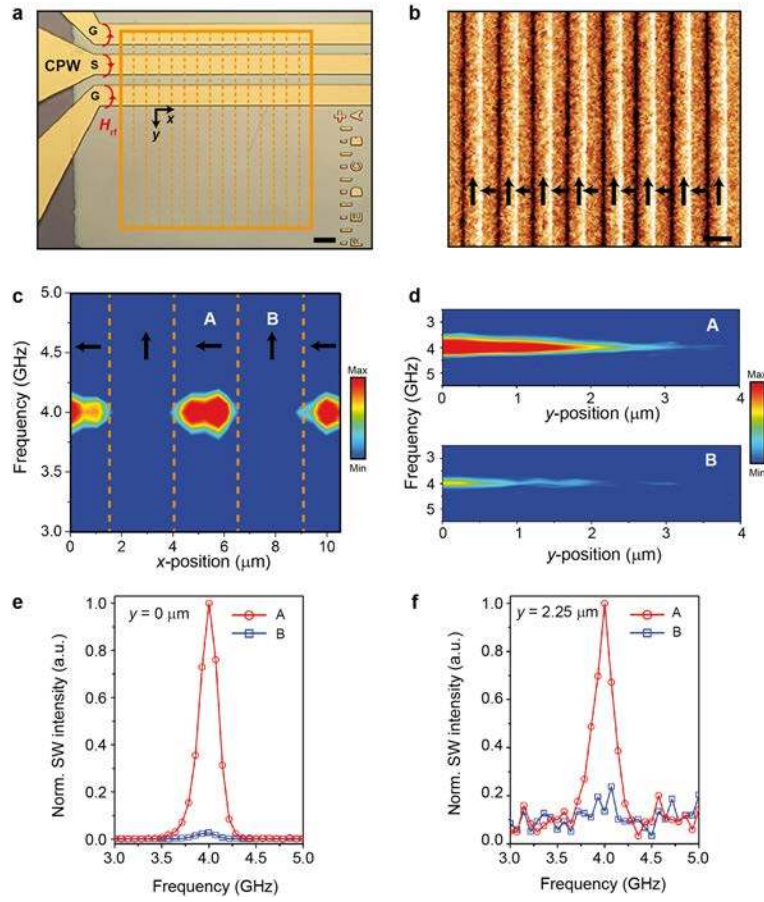 a
G
CPW
S
G
H_rf
x
y
A
B
C
D
E
F
b
c
5.0
4.5
4.0
3.5
3.0
Frequency (GHz)
A
B
0 2 4 6 8 10
x-position (μm)
Max
Min
d
3
4
5
A
0 1 2 3 4
y-position (μm)
Frequency (GHz)
3
4
5
B
0 1 2 3 4
y-position (μm)
Max
Min
e
1.0
0.8
0.6
0.4
0.2
0.0
Norm. SW intensity (a.u.)
y = 0 μm
A
B
3.0 3.5 4.0 4.5 5.0
Frequency (GHz)
f
1.0
0.8
0.6
0.4
0.2
0.0
Norm. SW intensity (a.u.)
y = 2.25 μm
A
B
3.0 3.5 4.0 4.5 5.0
Frequency (GHz)